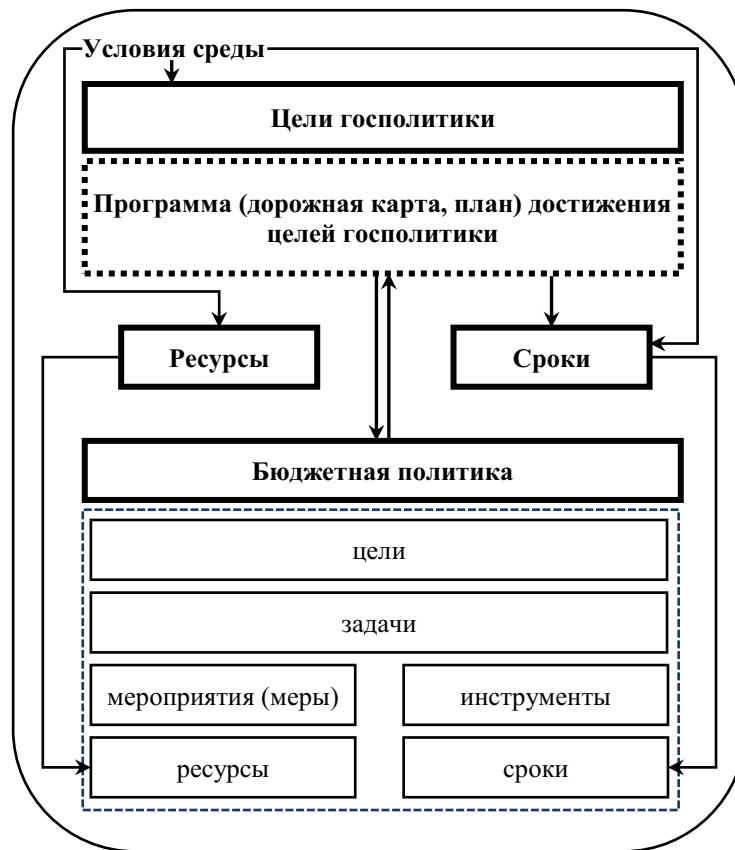 Условия среды
Цели госполитики
Программа (дорожная карта, план) достижения
целей госполитики
Ресурсы
Сроки
Бюджетная политика
цели
задачи
мероприятия (меры)
инструменты
ресурсы
сроки